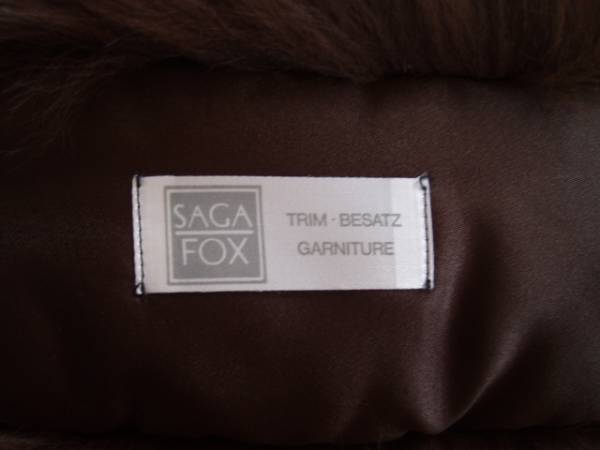 SAGA
FOX
TRIM · BESATZ
GARNITURE